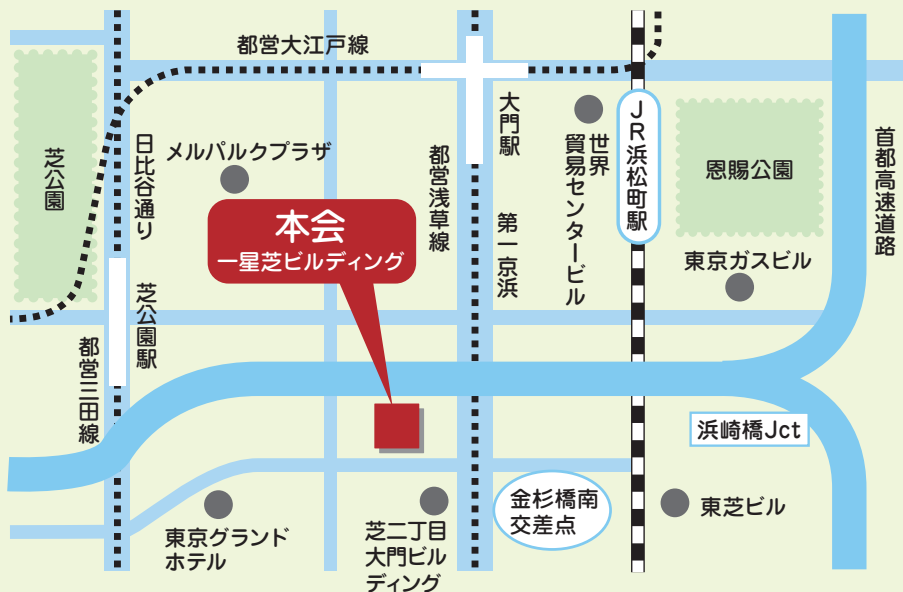 都営大江戸線
芝公園
日比谷通り
メルパルクプラザ
都営浅草線
大門駅
第一京浜
世界
貿易センタービル
JR浜松町駅
恩賜公園
首都高速道路
本会
一星芝ビルディング
東京ガスビル
芝公園駅
都営三田線
浜崎橋Jct
金杉橋南
交差点
東芝ビル
東京グランド
ホテル
芝二丁目
大門ビル
ディング